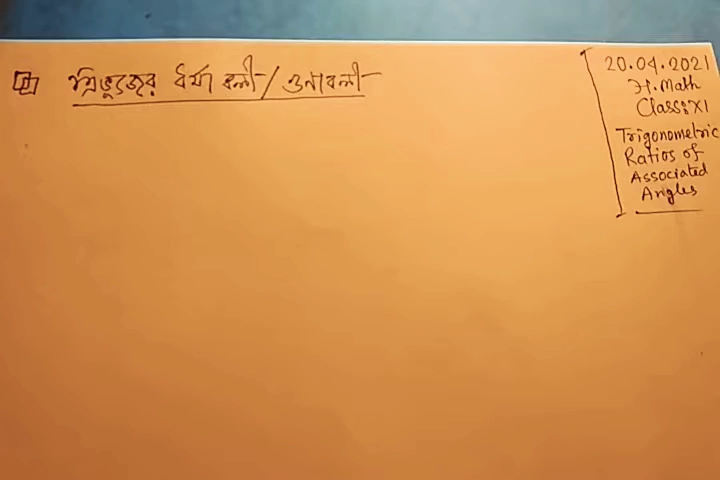 ত্রিভুজের ধর্মাবলী / গুনাবলী
20.04.2021
H.Math
Class:XI
Trigonometric
Ratios of
Associated
Angles